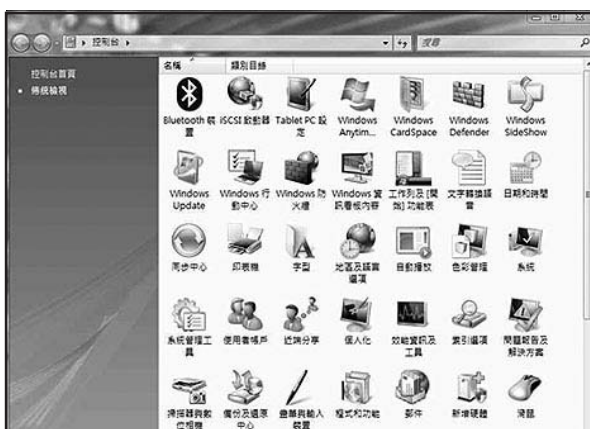 控制台
搜尋
控制台首頁
傳統檢視
名稱 類別目錄
Bluetooth 裝置
iSCSI 啟動器
Tablet PC 設定
Windows Anytim...
Windows CardSpace
Windows Defender
Windows SideShow
Windows Update
Windows 行動中心
Windows 防火牆
Windows 資訊看板內容
工作列及 [開始] 功能表
文字轉換語音
日期和時間
同步中心
印表機
字型
地區及語言選項
自動播放
色彩管理
系統
系統管理工具
使用者帳戶
近端分享
個人化
效能資訊及工具
索引選項
問題報告及解決方案
掃描器與數位相機
備份及還原中心
畫筆與輸入裝置
程式和功能
郵件
新增硬體
滑鼠